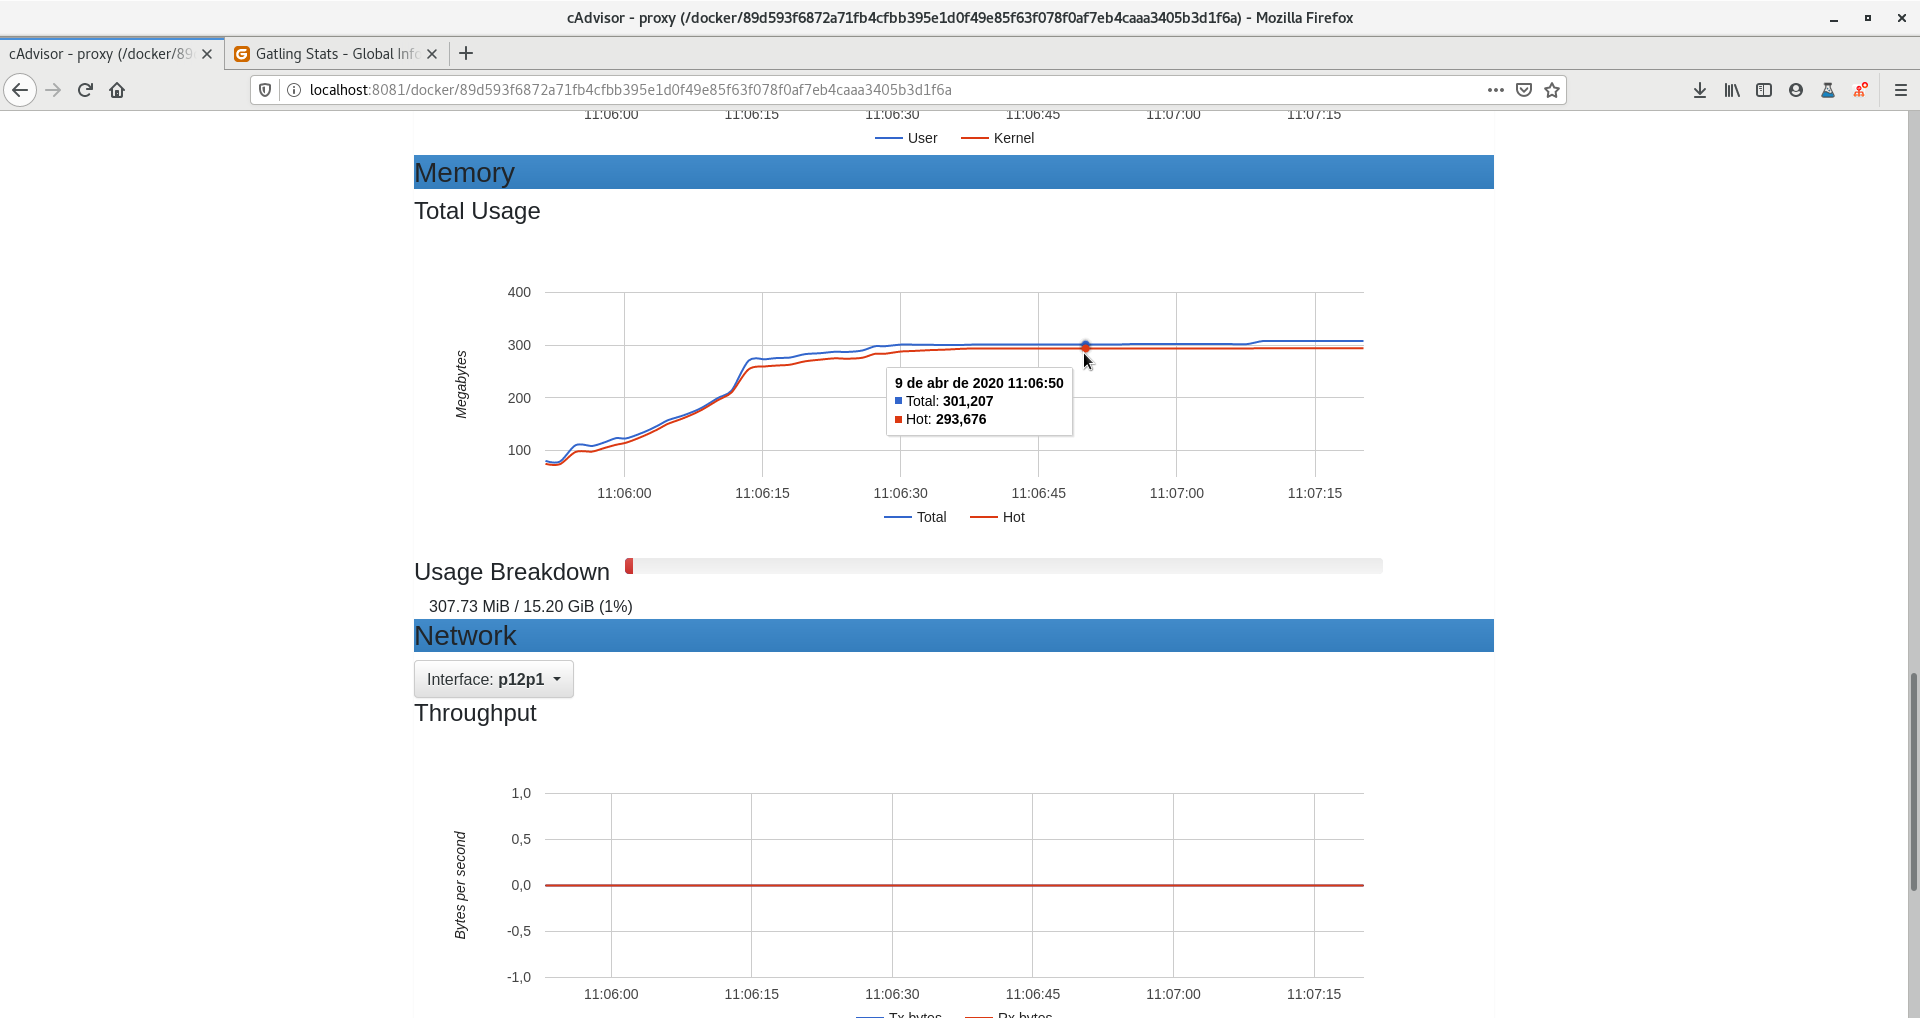 cAdvisor - proxy (/docker/89d593f6872a71fb4cfbb395e1d0f49e85f63f078f0af7eb4caaa3405b3d1f6a) - Mozilla Firefox
cAdvisor - proxy (/docker/89
Gatling Stats - Global Info
localhost:8081/docker/89d593f6872a71fb4cfbb395e1d0f49e85f63f078f0af7eb4caaa3405b3d1f6a
11:06:00 11:06:15 11:06:30 11:06:45 11:07:00 11:07:15
User Kernel
Memory
Total Usage
400
300
200
100
Megabytes
9 de abr de 2020 11:06:50
Total: 301,207
Hot: 293,676
11:06:00 11:06:15 11:06:30 11:06:45 11:07:00 11:07:15
Total Hot
Usage Breakdown
307.73 MiB / 15.20 GiB (1%)
Network
Interface: p12p1
Throughput
1,0
0,5
0,0
-0,5
-1,0
Bytes per second
11:06:00 11:06:15 11:06:30 11:06:45 11:07:00 11:07:15
Tx bytes Rx bytes